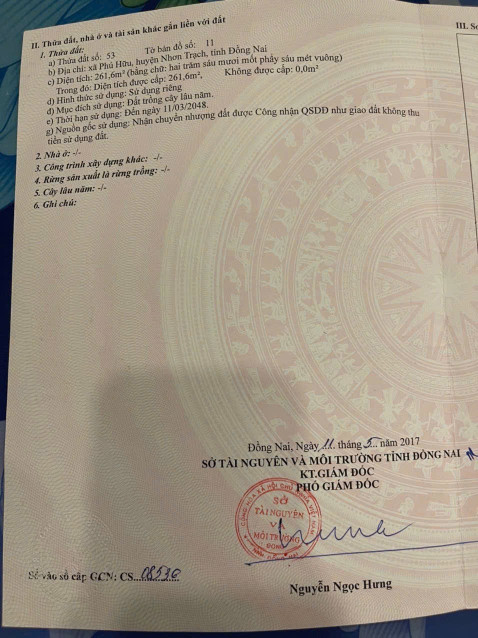 II. Thửa đất, nhà ở và tài sản khác gắn liền với đất
III. S
1. Thửa đất:
a) Thửa đất số: 53 Tờ bản đồ số: 11
b) Địa chỉ: xã Phú Hữu, huyện Nhơn Trạch, tỉnh Đồng Nai
c) Diện tích: 261,6m² (bằng chữ: hai trăm sáu mươi mốt phẩy sáu mét vuông)
Trong đó: Diện tích được cấp: 261,6m², Không được cấp: 0,0m²
d) Hình thức sử dụng: Sử dụng riêng
đ) Mục đích sử dụng: Đất trồng cây lâu năm.
e) Thời hạn sử dụng: Đến ngày 11/03/2048.
g) Nguồn gốc sử dụng: Nhận chuyển nhượng đất được Công nhận QSDĐ như giao đất không thu
tiền sử dụng đất.
2. Nhà ở: -/-
3. Công trình xây dựng khác: -/-
4. Rừng sản xuất là rừng trồng: -/-
5. Cây lâu năm: -/-
6. Ghi chú:
Đồng Nai, Ngày 11 tháng 5 năm 2017
SỞ TÀI NGUYÊN VÀ MÔI TRƯỜNG TỈNH ĐỒNG NAI
KT.GIÁM ĐỐC
PHÓ GIÁM ĐỐC
SỞ
TÀI NGUYÊN
VÀ
MÔI TRƯỜNG
Nguyễn Ngọc Hưng
Số vào sổ cấp GCN: CS 08530